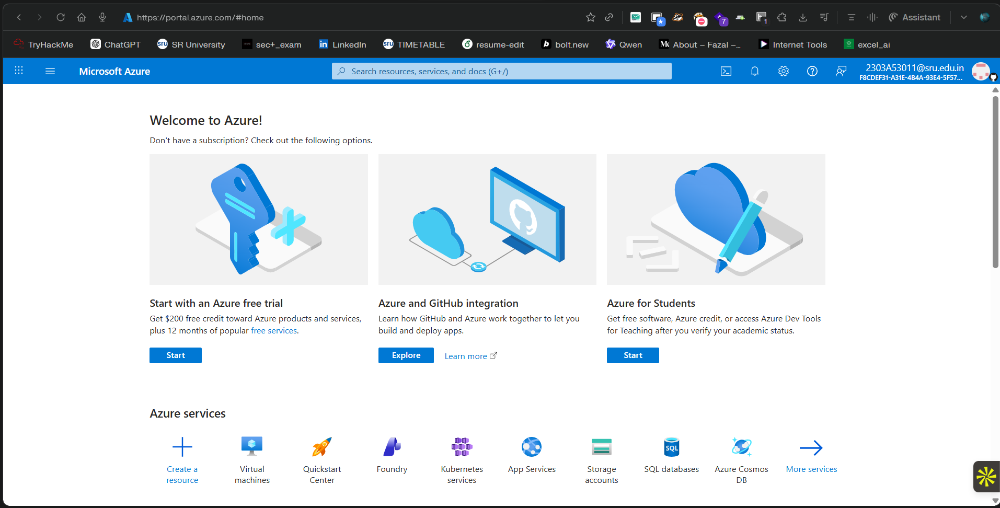 https://portal.azure.com/#home
7
1
Assistant
TryHackMe
ChatGPT
sru SR University
sec+_exam
in LinkedIn
sru TIMETABLE
resume-edit
b bolt.new
Qwen
About – Fazal –...
Internet Tools
excel_ai
Microsoft Azure
Search resources, services, and docs (G+/)
2303A53011@sru.edu.in
F8CDEF31-A31E-4B4A-93E4-5F57...
Welcome to Azure!
Don't have a subscription? Check out the following options.
Start with an Azure free trial
Get $200 free credit toward Azure products and services,
plus 12 months of popular free services.
Start
Azure and GitHub integration
Learn how GitHub and Azure work together to let you
build and deploy apps.
Explore
Learn more
Azure for Students
Get free software, Azure credit, or access Azure Dev Tools
for Teaching after you verify your academic status.
Start
Azure services
Create a
resource
Virtual
machines
Quickstart
Center
Foundry
Kubernetes
services
App Services
Storage
accounts
SQL
SQL databases
Azure Cosmos
DB
More services